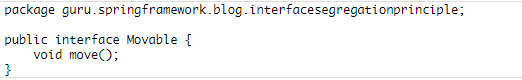 package guru.springframework.blog.interfacesegregationprinciple;
public interface Movable {
    void move();
}